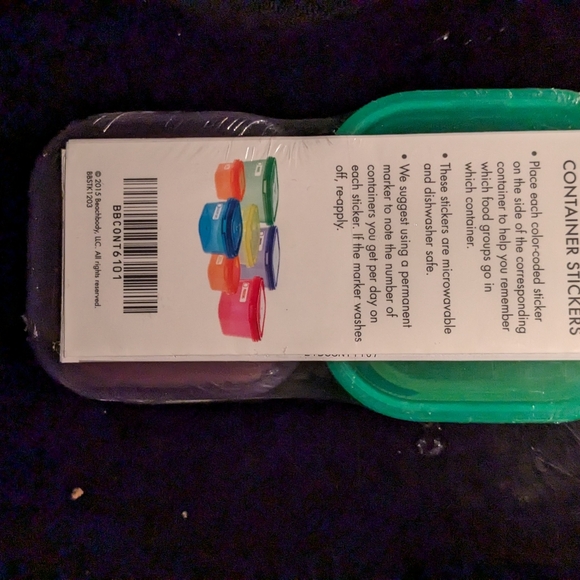 CONTAINER STICKERS
• Place each color-coded sticker
on the side of the corresponding
container to help you remember
which food groups go in
which container.
• These stickers are microwavable
and dishwasher safe.
• We suggest using a permanent
marker to note the number of
containers you get per day on
each sticker. If the marker washes
off, re-apply.
BBCONT6101
© 2015 Beachbody, LLC. All rights reserved.
BBSTK1203